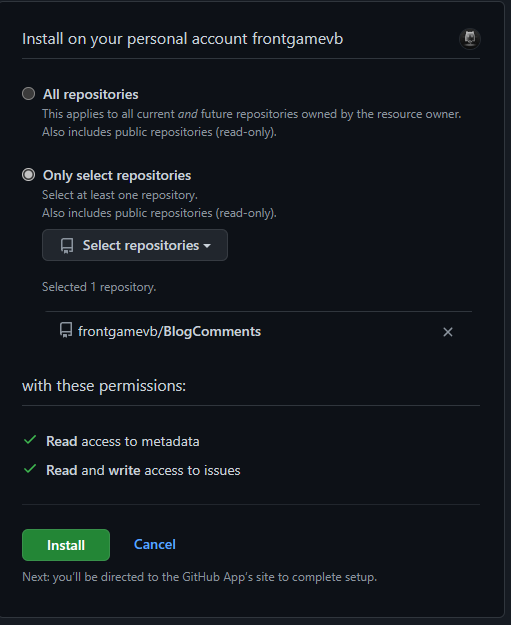 Install on your personal account frontgamevb
All repositories
This applies to all current and future repositories owned by the resource owner.
Also includes public repositories (read-only).
Only select repositories
Select at least one repository.
Also includes public repositories (read-only).
Select repositories
Selected 1 repository.
frontgamevb/BlogComments
with these permissions:
Read access to metadata
Read and write access to issues
Install Cancel
Next: you'll be directed to the GitHub App's site to complete setup.